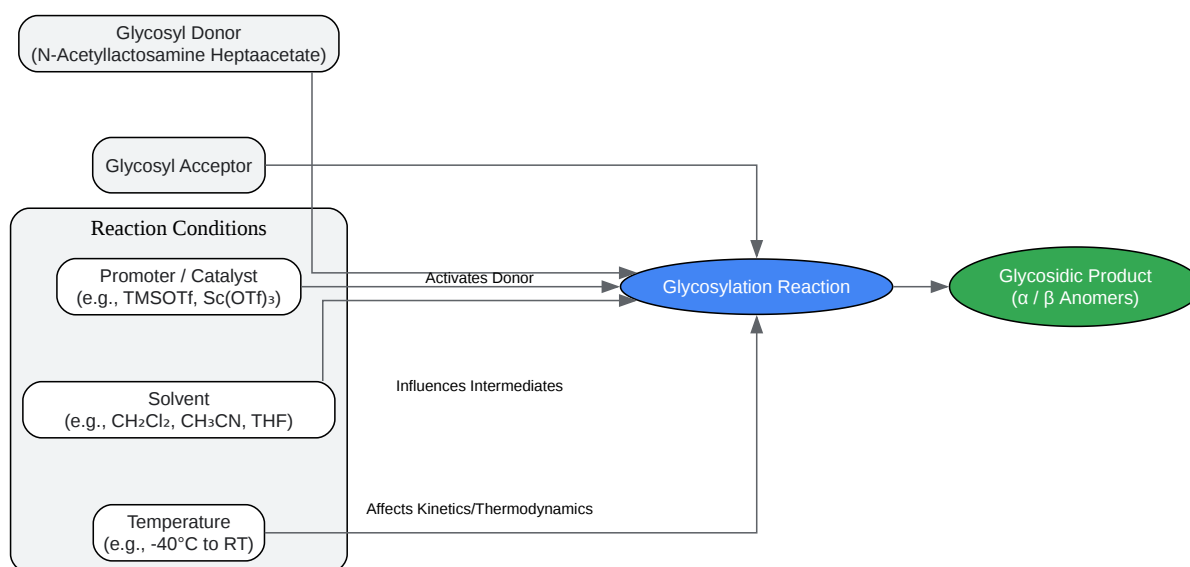 Glycosyl Donor
(N-Acetyllactosamine Heptaacetate)
Glycosyl Acceptor
Reaction Conditions
Promoter / Catalyst
(e.g., TMSOTf, Sc(OTf)₃)
Activates Donor
Glycosylation Reaction
Glycosidic Product
(α / β Anomers)
Solvent
(e.g., CH₂Cl₂, CH₃CN, THF)
Influences Intermediates
Temperature
(e.g., -40°C to RT)
Affects Kinetics/Thermodynamics